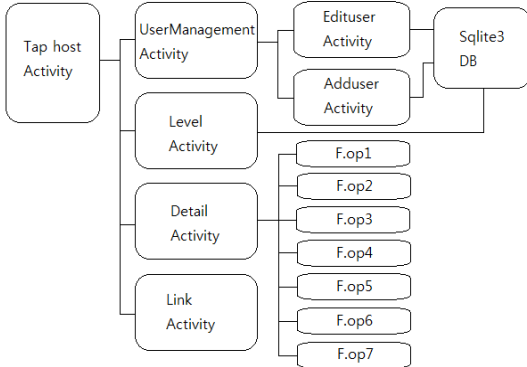 Tap host
Activity
UserManagement
Activity
Edituser
Activity
Adduser
Activity
Sqlite3
DB
Level
Activity
Detail
Activity
Link
Activity
F.op1
F.op2
F.op3
F.op4
F.op5
F.op6
F.op7